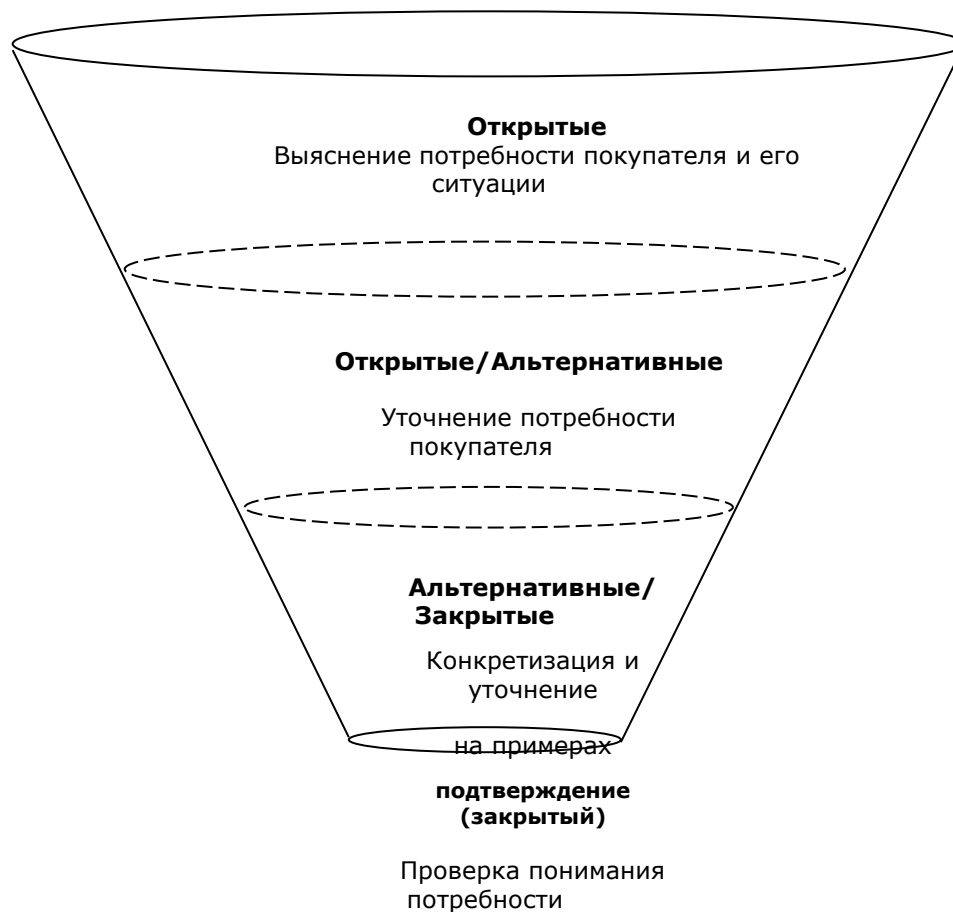 Открытые
Выяснение потребности покупателя и его
ситуации
Открытые/Альтернативные
Уточнение потребности
покупателя
Альтернативные/
Закрытые
Конкретизация и
уточнение
на примерах
подтверждение
(закрытый)
Проверка понимания
потребности